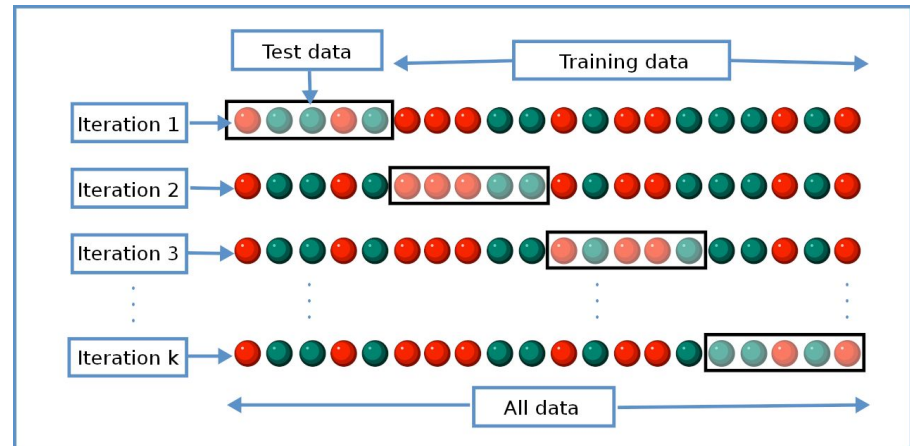 Test data
Training data
Iteration 1
Iteration 2
Iteration 3
Iteration k
All data